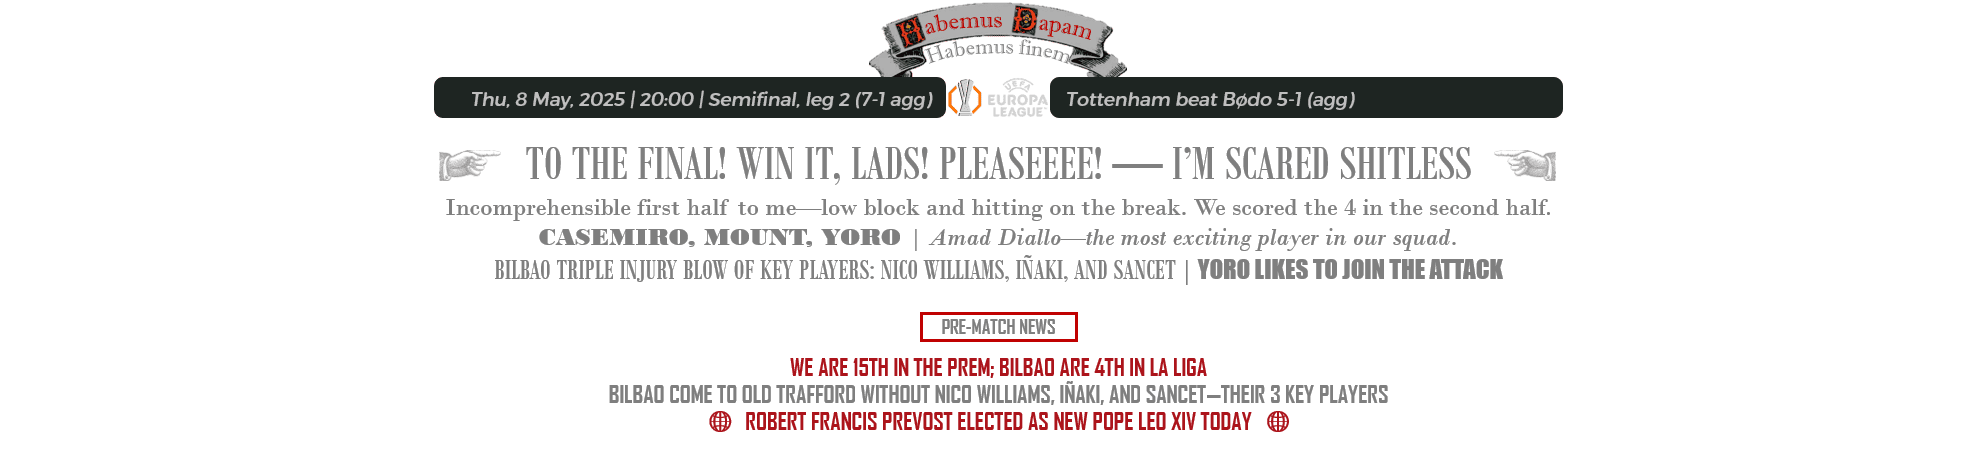 Habemus Papam
Habemus finem
Thu, 8 May, 2025 | 20:00 | Semifinal, leg 2 (7-1 agg)
UEFA
EUROPA
LEAGUE
Tottenham beat Bødo 5-1 (agg)
TO THE FINAL! WIN IT, LADS! PLEASEEEE! — I’M SCARED SHITLESS
Incomprehensible first half to me—low block and hitting on the break. We scored the 4 in the second half.
CASEMIRO, MOUNT, YORO | Amad Diallo—the most exciting player in our squad.
BILBAO TRIPLE INJURY BLOW OF KEY PLAYERS: NICO WILLIAMS, IÑAKI, AND SANCET | YORO LIKES TO JOIN THE ATTACK
PRE-MATCH NEWS
WE ARE 15TH IN THE PREM; BILBAO ARE 4TH IN LA LIGA
BILBAO COME TO OLD TRAFFORD WITHOUT NICO WILLIAMS, IÑAKI, AND SANCET—THEIR 3 KEY PLAYERS
ROBERT FRANCIS PREVOST ELECTED AS NEW POPE LEO XIV TODAY